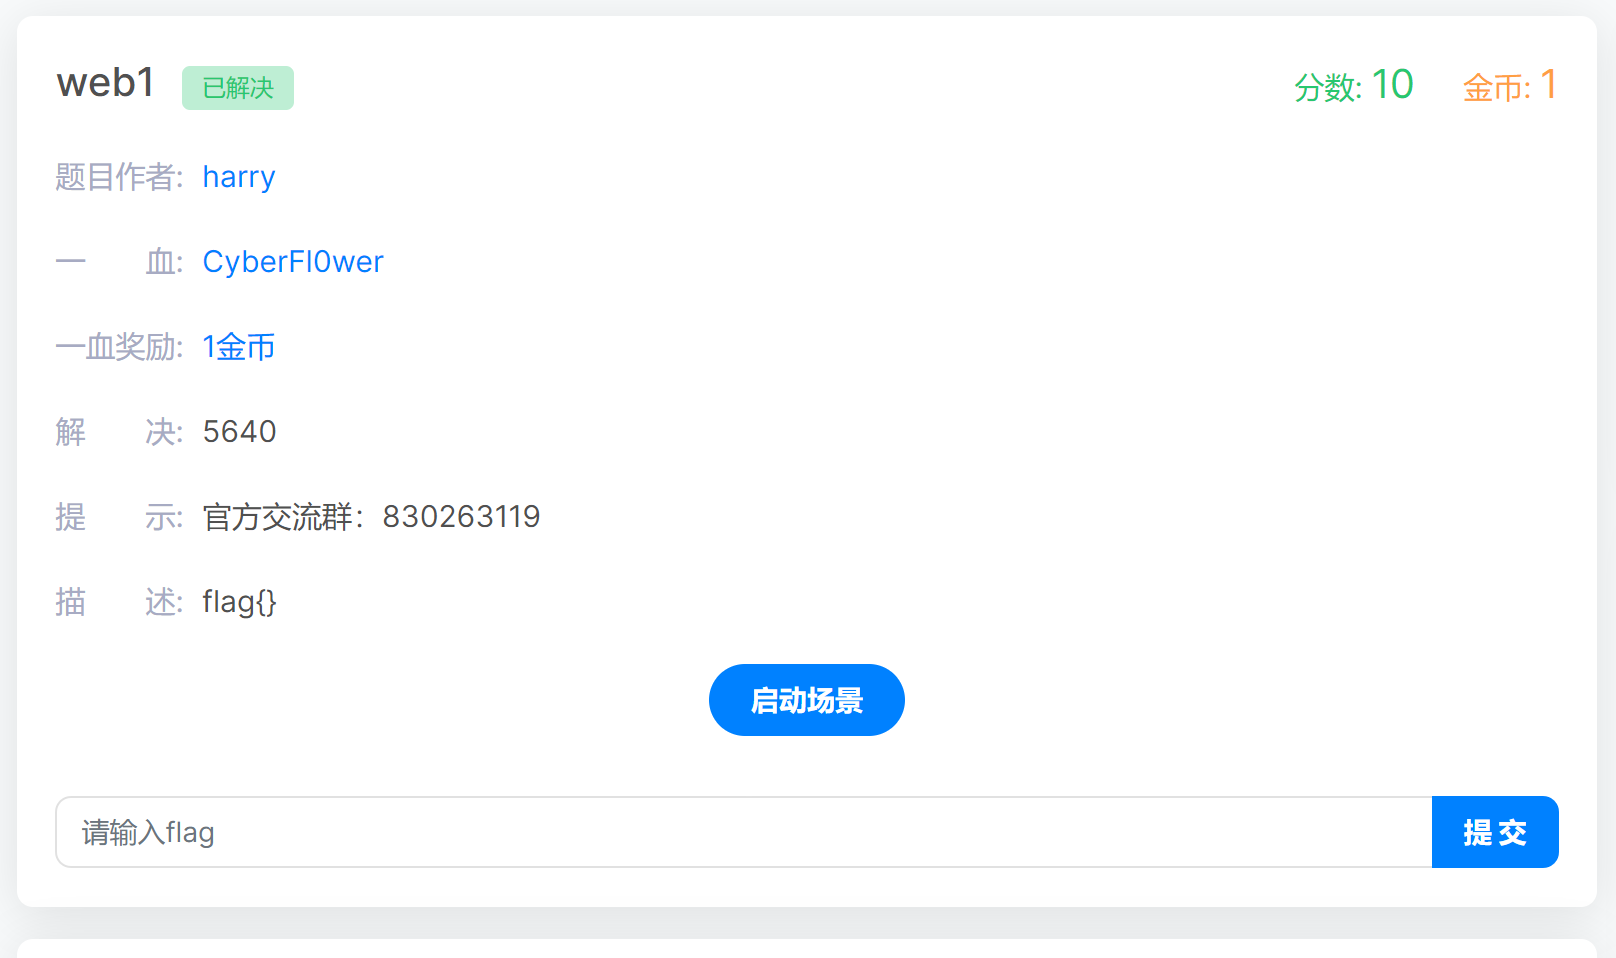 web1 已解决 分数: 10 金币: 1
题目作者: harry
一 血: CyberFl0wer
一血奖励: 1金币
解 决: 5640
提 示: 官方交流群：830263119
描 述: flag{}
启动场景
请输入flag 提 交